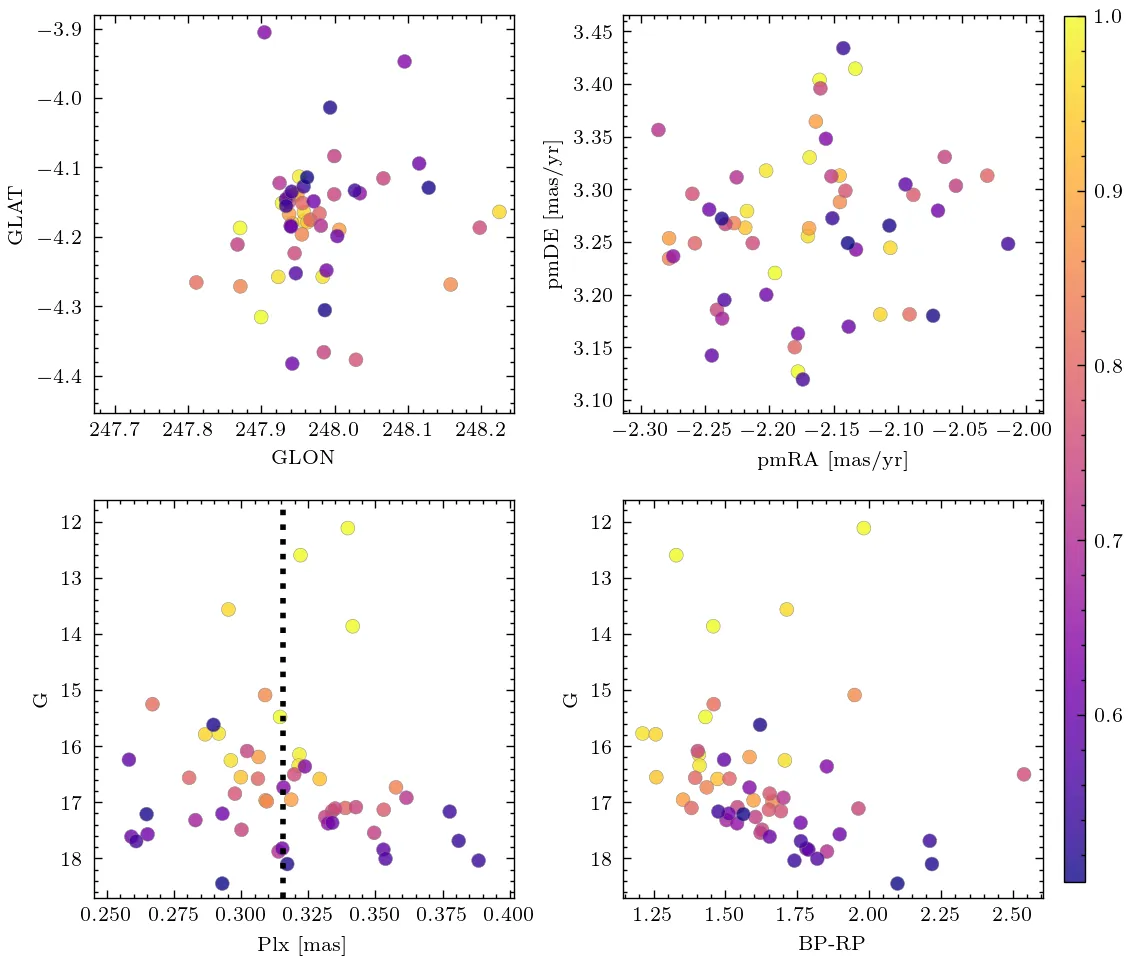 −3.9
−4.0
−4.1
−4.2
−4.3
−4.4
GLAT
247.7 247.8 247.9 248.0 248.1 248.2
GLON
3.45
3.40
3.35
3.30
3.25
3.20
3.15
3.10
pmDE [mas/yr]
−2.30 −2.25 −2.20 −2.15 −2.10 −2.05 −2.00
pmRA [mas/yr]
1.0
0.9
0.8
0.7
0.6
12
13
14
15
16
17
18
G
0.250 0.275 0.300 0.325 0.350 0.375 0.400
Plx [mas]
12
13
14
15
16
17
18
G
1.25 1.50 1.75 2.00 2.25 2.50
BP-RP